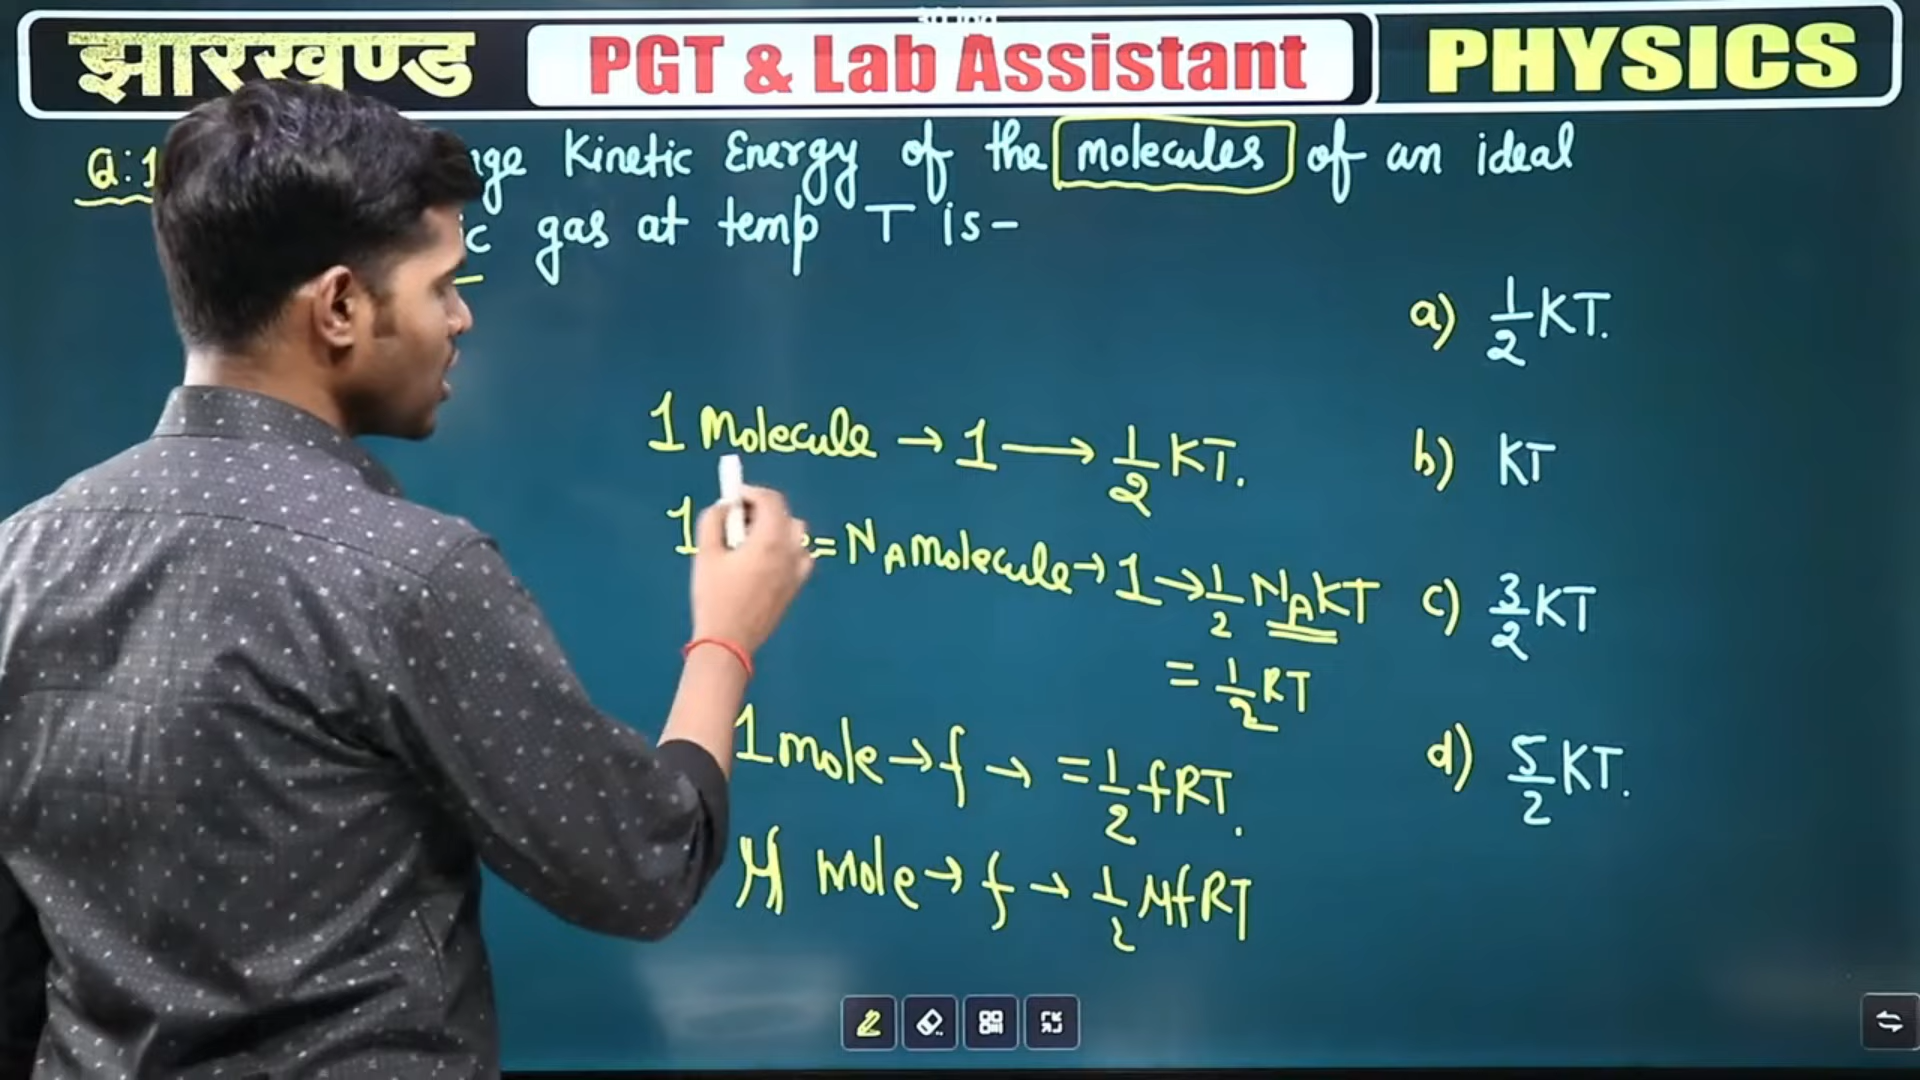 झारखण्ड PGT & Lab Assistant PHYSICS
Q:1 Kinetic Energy of the molecules of an ideal
gas at temp T is-
a) 1/2 KT.
1 Molecule → 1 → 1/2 KT.
b) KT
1 = NA Molecule → 1 → 1/2 NAKT
c) 3/2 KT
= 1/2 RT
1 mole → f → = 1/2 fRT.
d) 5/2 KT.
μ mole → f → 1/2 μfRT